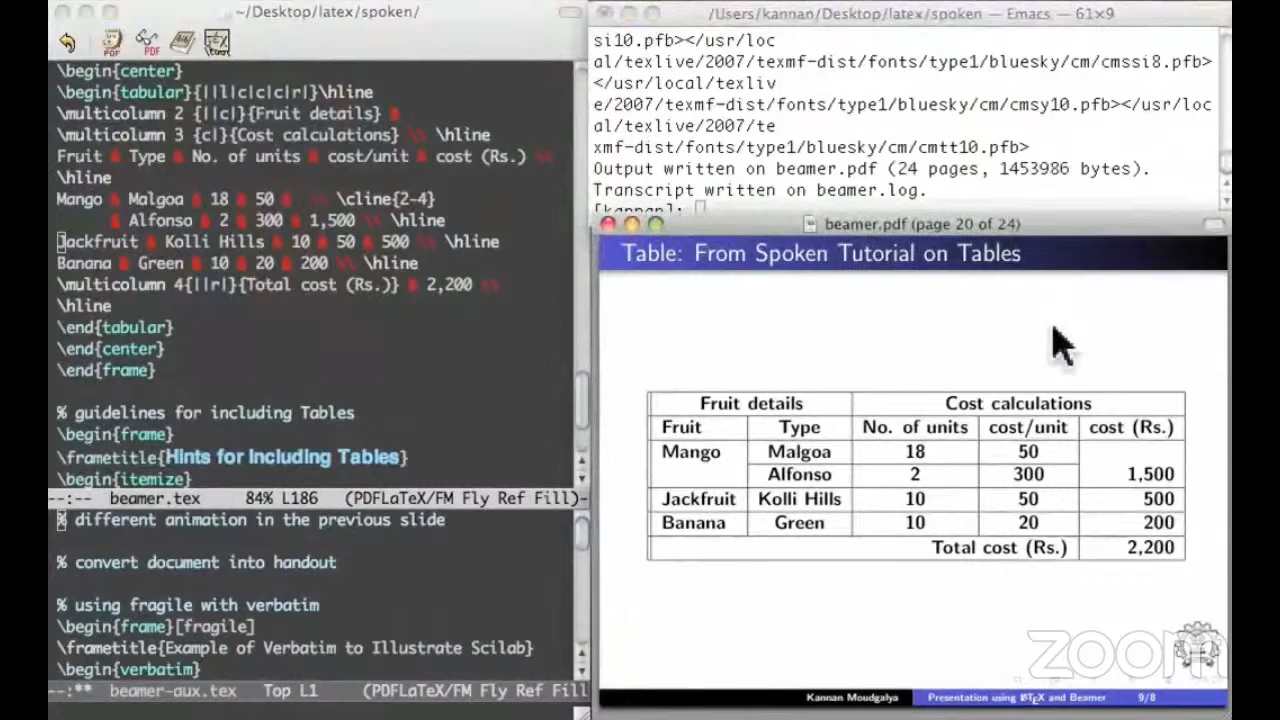 ~/Desktop/latex/spoken/
PDF
PDF
\begin{center}
\begin{tabular}{||l|c|c|c|r|}\hline
\multicolumn 2 {||c|}{Fruit details} &
\multicolumn 3 {c|}{Cost calculations} \\ \hline
Fruit & Type & No. of units & cost/unit & cost (Rs.) \\
\hline
Mango & Malgoa & 18 & 50 & \\ \cline{2-4}
& Alfonso & 2 & 300 & 1,500 \\ \hline
Jackfruit & Kolli Hills & 10 & 50 & 500 \\ \hline
Banana & Green & 10 & 20 & 200 \\ \hline
\multicolumn 4{||r|}{Total cost (Rs.)} & 2,200 \\
\hline
\end{tabular}
\end{center}
\end{frame}
% guidelines for including Tables
\begin{frame}
\frametitle{Hints for Including Tables}
\begin{itemize}
--:-- beamer.tex 84% L186 (PDFLaTeX/FM Fly Ref Fill)-
% different animation in the previous slide
% convert document into handout
% using fragile with verbatim
\begin{frame}[fragile]
\frametitle{Example of Verbatim to Illustrate Scilab}
\begin{verbatim}
--:** beamer-aux.tex Top L1 (PDFLaTeX/FM Fly Ref Fill
/Users/kannan/Desktop/latex/spoken — Emacs — 61×9
si10.pfb></usr/loc
al/texlive/2007/texmf-dist/fonts/type1/bluesky/cm/cmssi8.pfb>
</usr/local/texliv
e/2007/texmf-dist/fonts/type1/bluesky/cm/cmsy10.pfb></usr/loc
al/texlive/2007/te
xmf-dist/fonts/type1/bluesky/cm/cmtt10.pfb>
Output written on beamer.pdf (24 pages, 1453986 bytes).
Transcript written on beamer.log.
[kannan]:
beamer.pdf (page 20 of 24)
Table: From Spoken Tutorial on Tables
Fruit details Cost calculations
Fruit Type No. of units cost/unit cost (Rs.)
Mango Malgoa 18 50
Alfonso 2 300 1,500
Jackfruit Kolli Hills 10 50 500
Banana Green 10 20 200
Total cost (Rs.) 2,200
zoom
Kannan Moudgalya Presentation using LATEX and Beamer 9/8